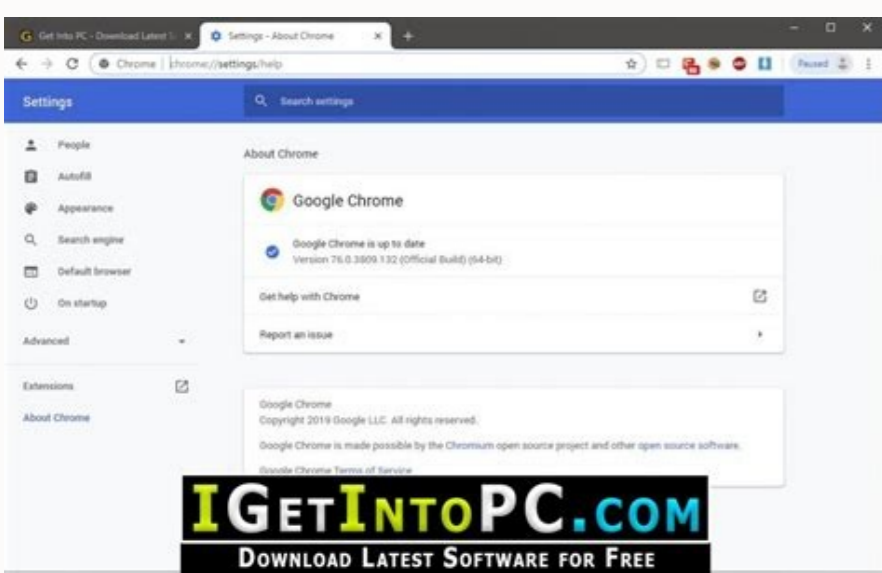 Get Into PC - Download Latest
Settings - About Chrome
Chrome | chrome://settings/help
Paused
Settings
Search settings
People
Autofill
Appearance
Search engine
Default browser
On startup
Advanced
Extensions
About Chrome
About Chrome
Google Chrome
Google Chrome is up to date
Version 76.0.3809.132 (Official Build) (64-bit)
Get help with Chrome
Report an issue
Google Chrome
Copyright 2019 Google LLC. All rights reserved.
Google Chrome is made possible by the Chromium open source project and other open source software.
Google Chrome Terms of Service
IGetIntoPC.com
Download Latest Software for Free